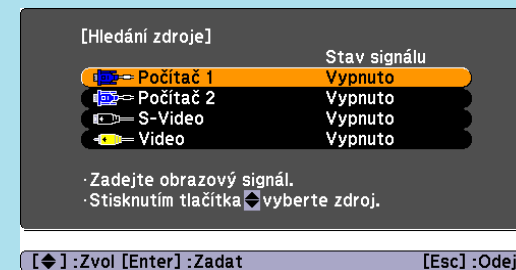 [Hledání zdroje]
Stav signálu
Počítač 1 Vypnuto
Počítač 2 Vypnuto
S-Video Vypnuto
Video Vypnuto
·Zadejte obrazový signál.
·Stisknutím tlačítka vyberte zdroj.
[ ] :Zvol [Enter] :Zadat [Esc] :Odej